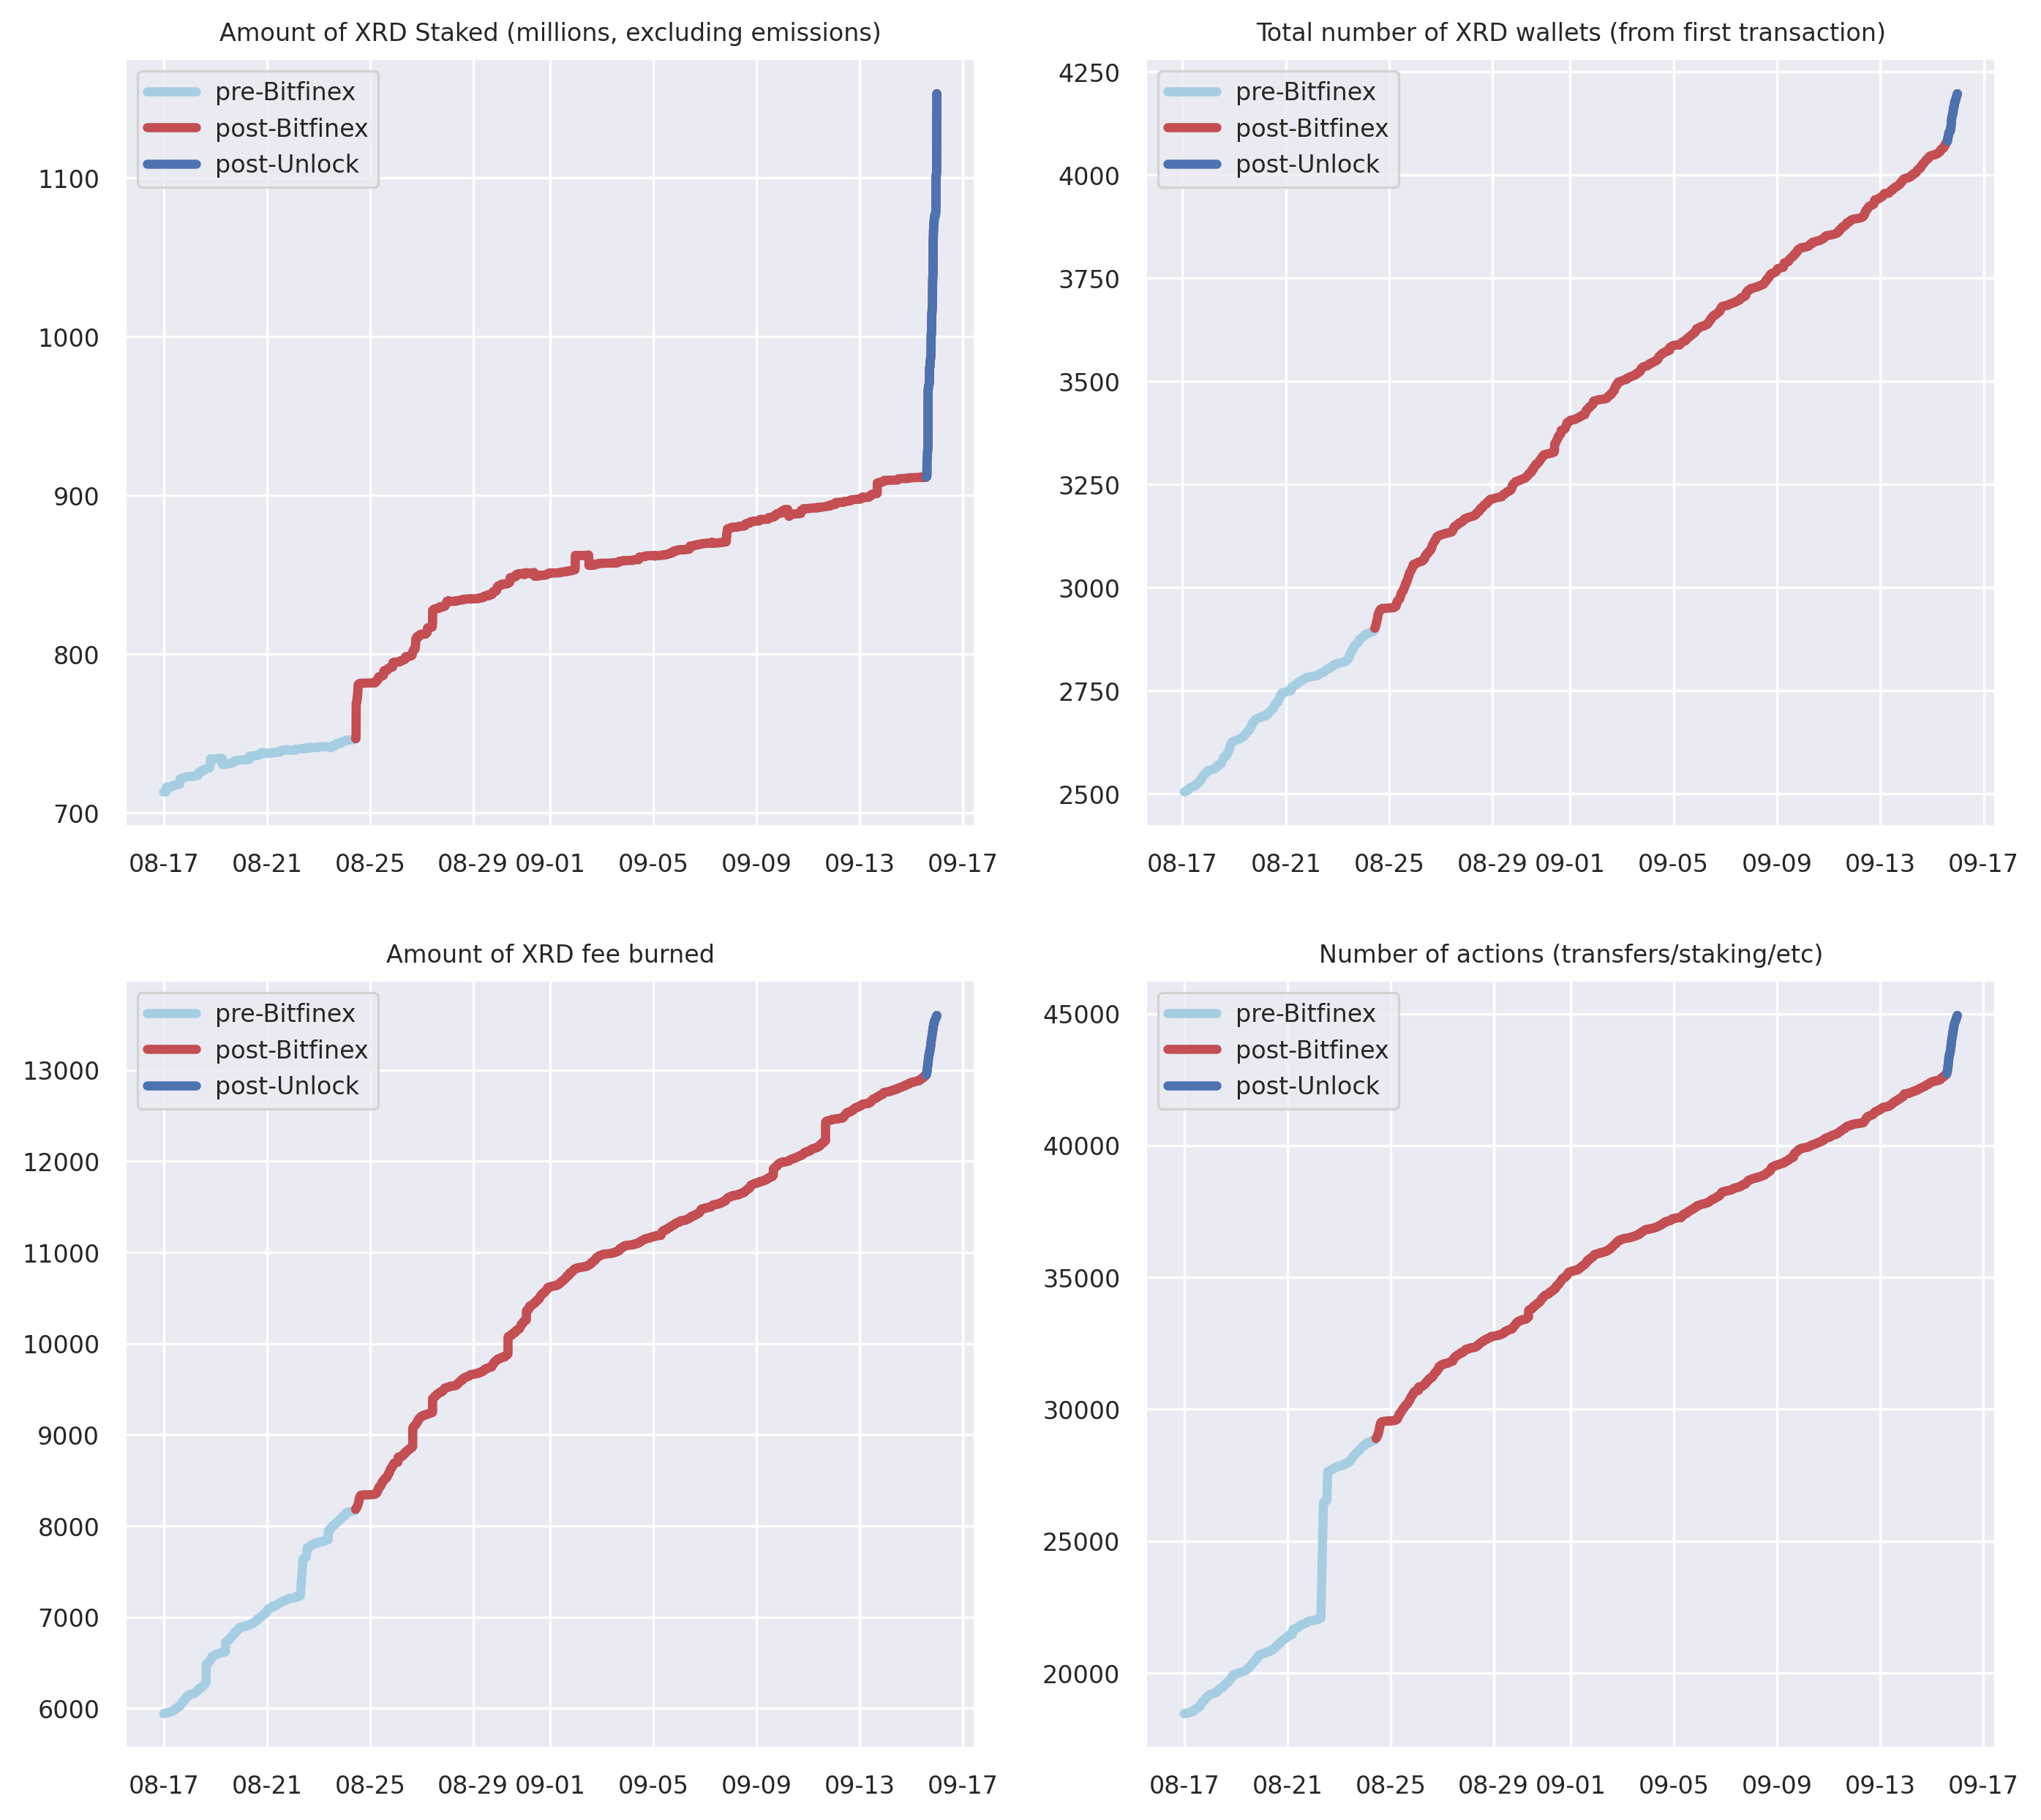 Amount of XRD Staked (millions, excluding emissions)
pre-Bitfinex
post-Bitfinex
post-Unlock
1100
1000
900
800
700
08-17 08-21 08-25 08-29 09-01 09-05 09-09 09-13 09-17
Total number of XRD wallets (from first transaction)
pre-Bitfinex
post-Bitfinex
post-Unlock
4250
4000
3750
3500
3250
3000
2750
2500
08-17 08-21 08-25 08-29 09-01 09-05 09-09 09-13 09-17
Amount of XRD fee burned
pre-Bitfinex
post-Bitfinex
post-Unlock
13000
12000
11000
10000
9000
8000
7000
6000
08-17 08-21 08-25 08-29 09-01 09-05 09-09 09-13 09-17
Number of actions (transfers/staking/etc)
pre-Bitfinex
post-Bitfinex
post-Unlock
45000
40000
35000
30000
25000
20000
08-17 08-21 08-25 08-29 09-01 09-05 09-09 09-13 09-17